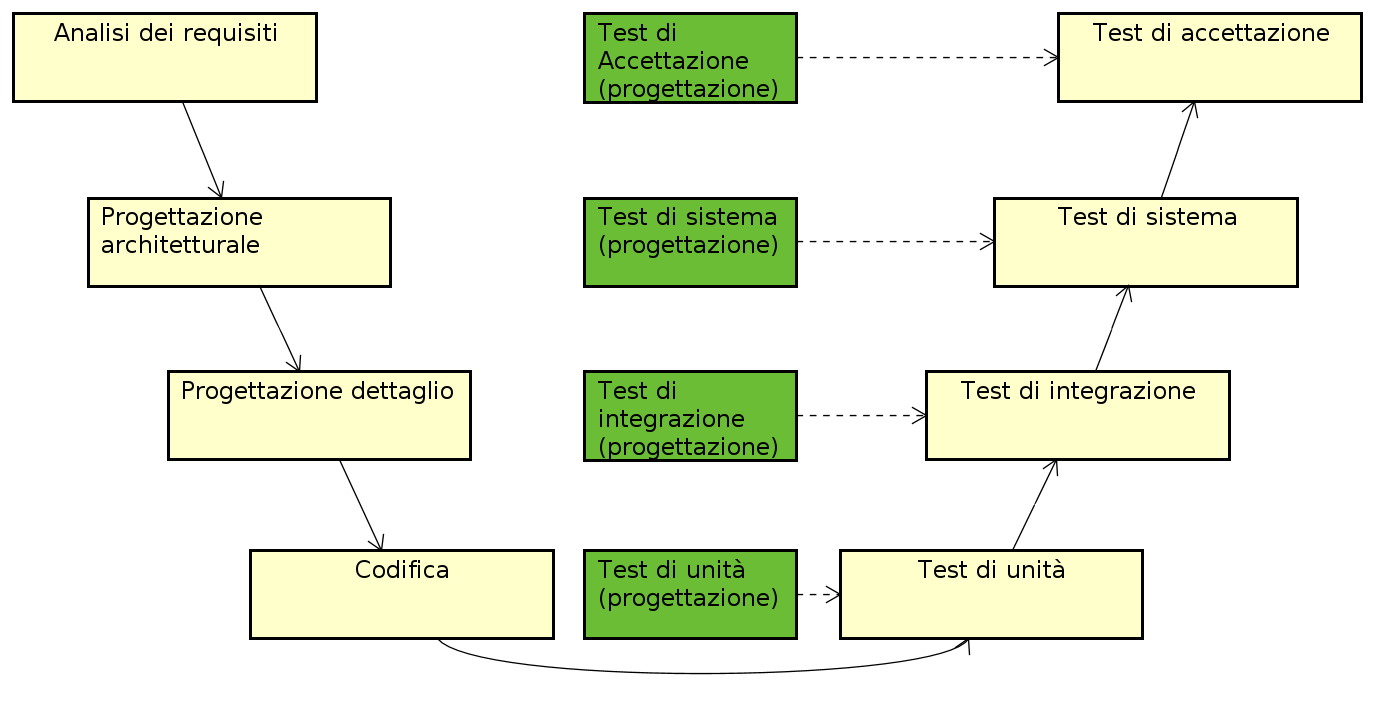 Analisi dei requisiti
Test di
Accettazione
(progettazione)
Test di accettazione
Progettazione
architetturale
Test di sistema
(progettazione)
Test di sistema
Progettazione dettaglio
Test di
integrazione
(progettazione)
Test di integrazione
Codifica
Test di unità
(progettazione)
Test di unità